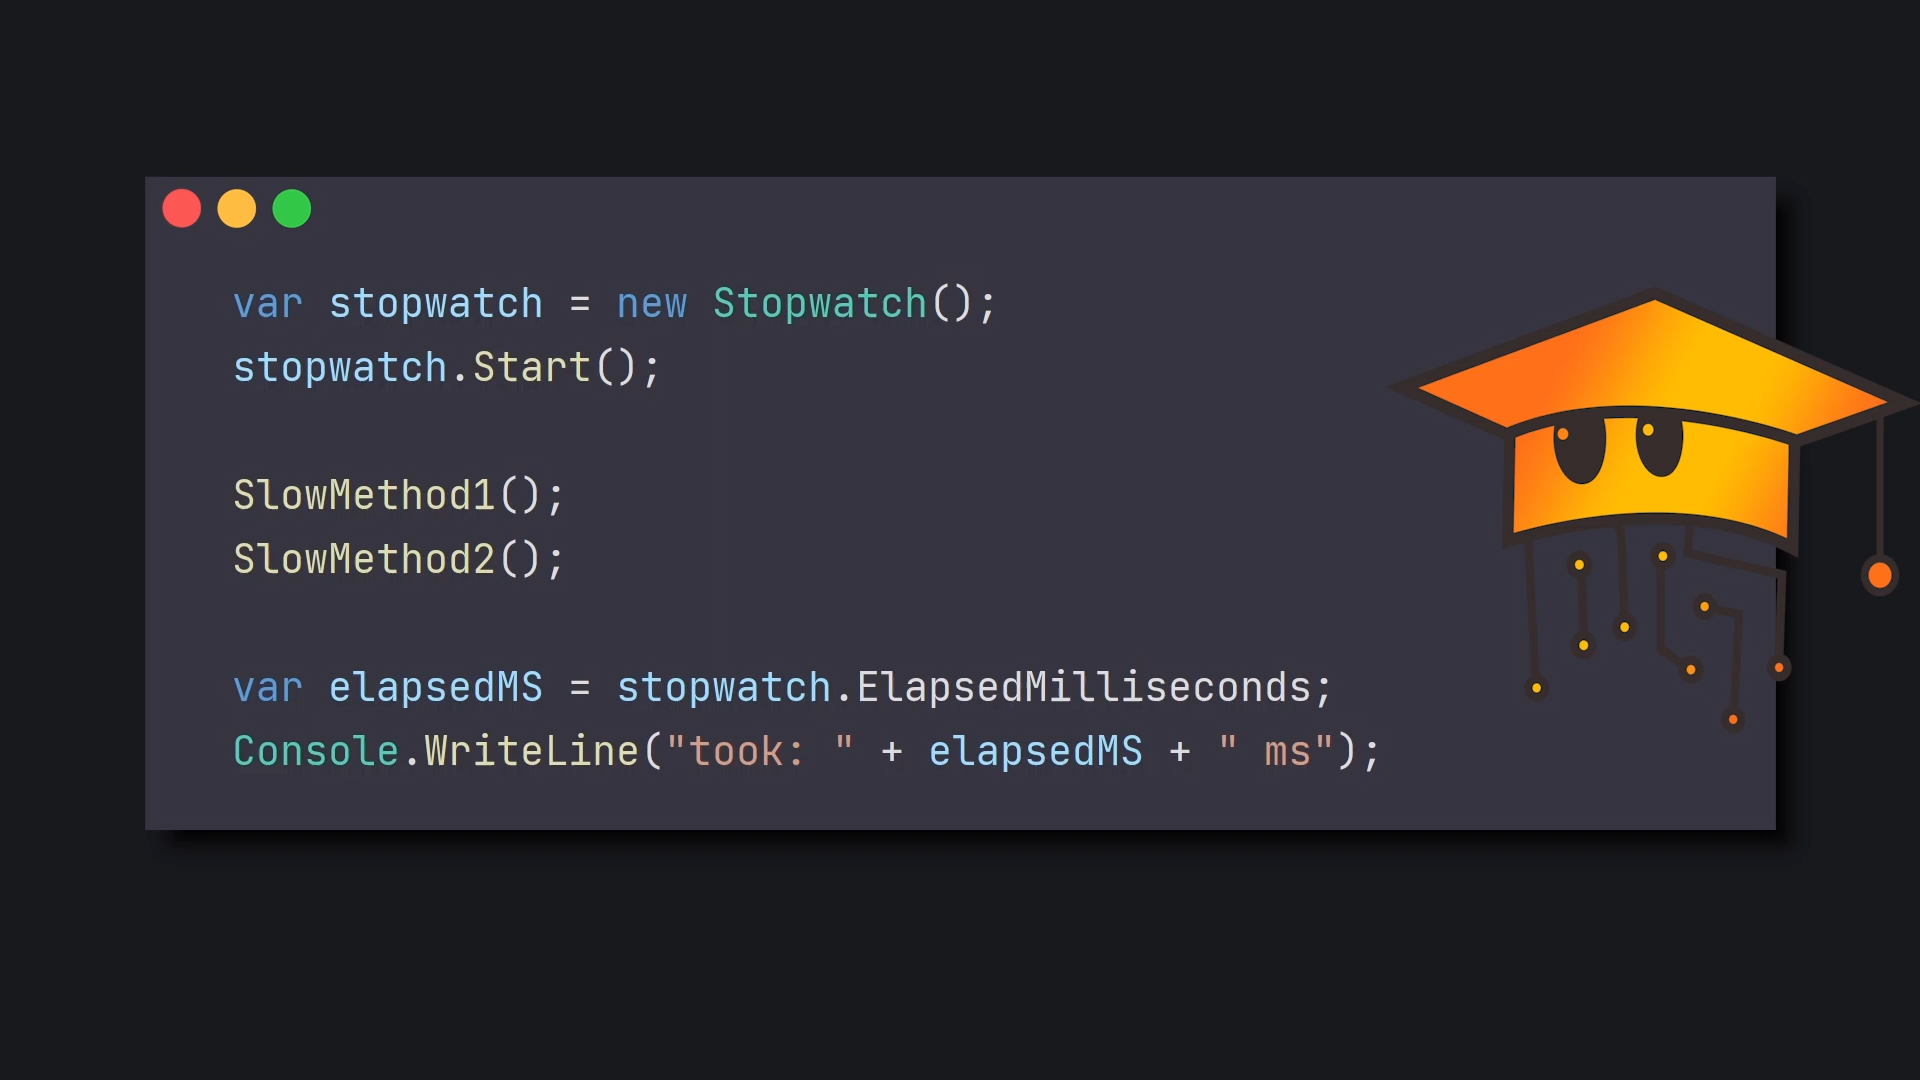 var stopwatch = new Stopwatch();
stopwatch.Start();
SlowMethod1();
SlowMethod2();
var elapsedMS = stopwatch.ElapsedMilliseconds;
Console.WriteLine("took: " + elapsedMS + " ms");